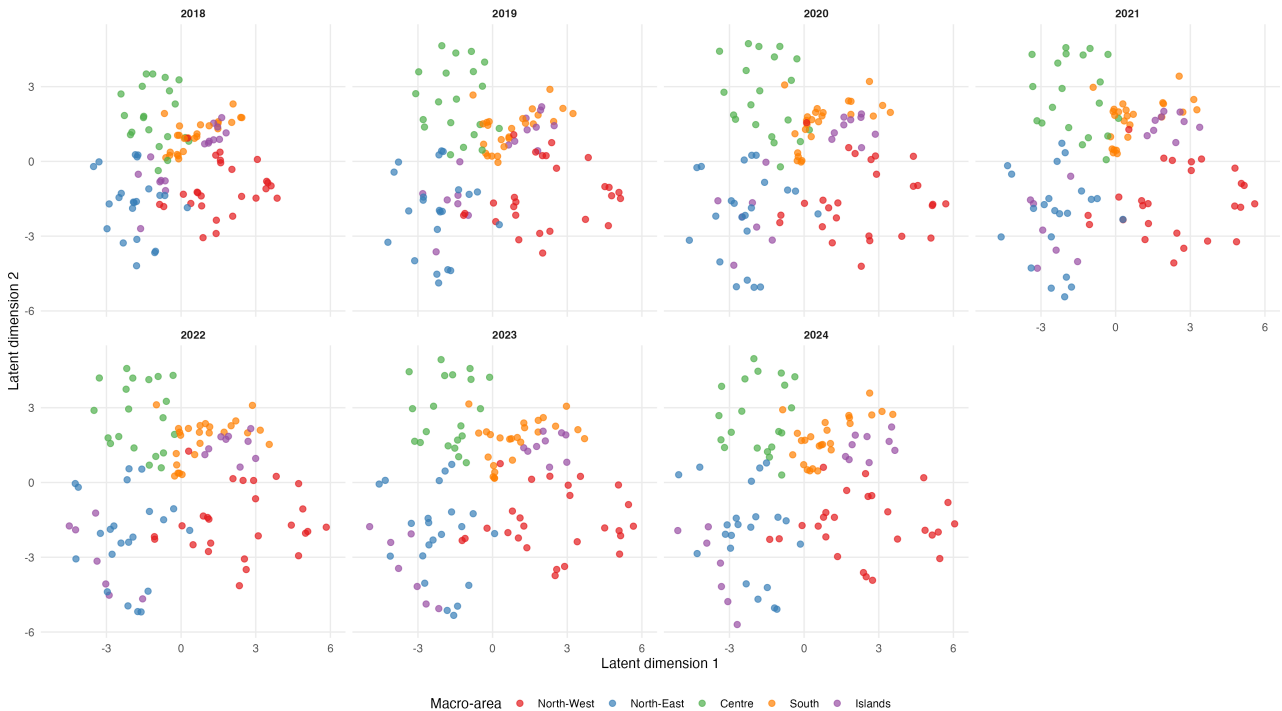 2018 2019 2020 2021
3
0
-3
-6
-3 0 3 6
Latent dimension 2
2022 2023 2024
3
0
-3
-6
-3 0 3 6 -3 0 3 6 -3 0 3 6
Latent dimension 1
Macro-area North-West North-East Centre South Islands